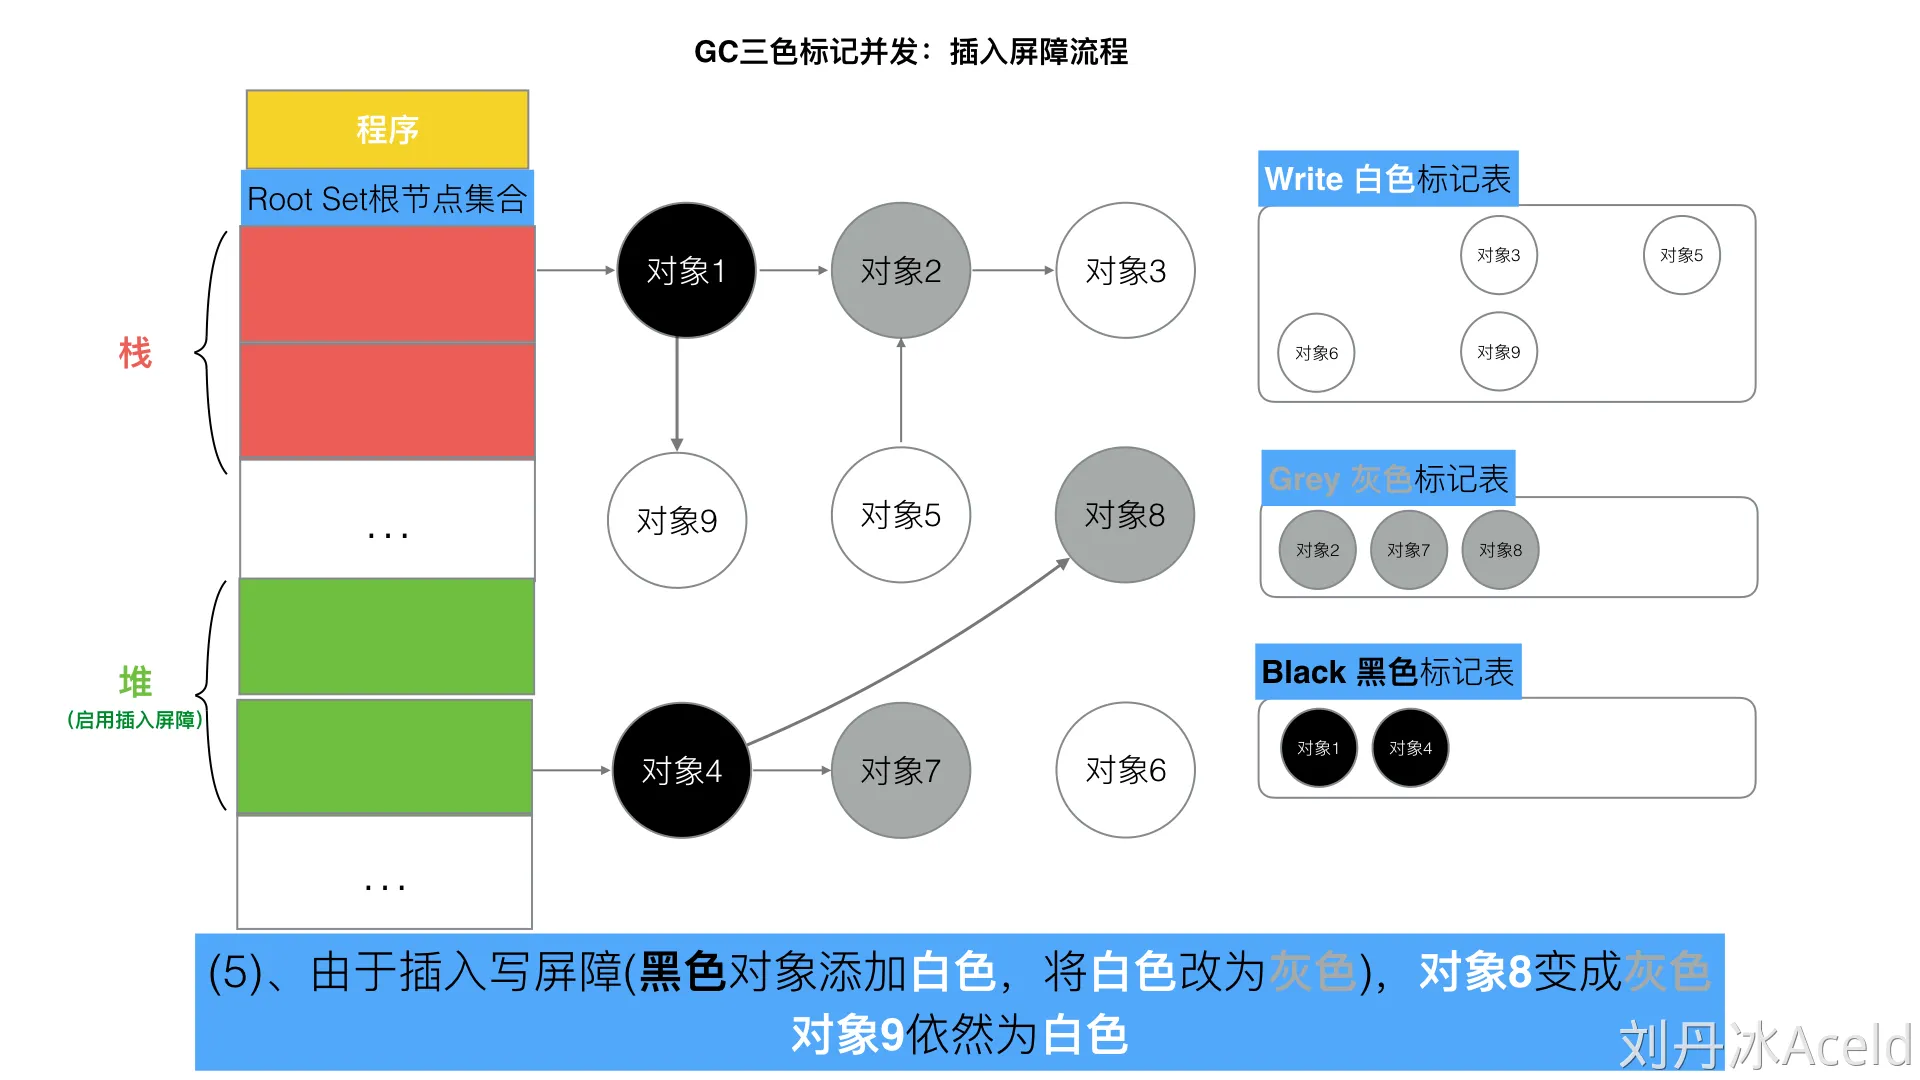 GC三色标记并发：插入屏障流程
程序
Root Set根节点集合
栈
...
堆
（启用插入屏障）
...
对象1
对象2
对象3
对象9
对象5
对象8
对象4
对象7
对象6
Write 白色标记表
对象3
对象5
对象6
对象9
Grey 灰色标记表
对象2
对象7
对象8
Black 黑色标记表
对象1
对象4
(5)、由于插入写屏障(黑色对象添加白色，将白色改为灰色)，对象8变成灰色
对象9依然为白色
刘丹冰Aceld